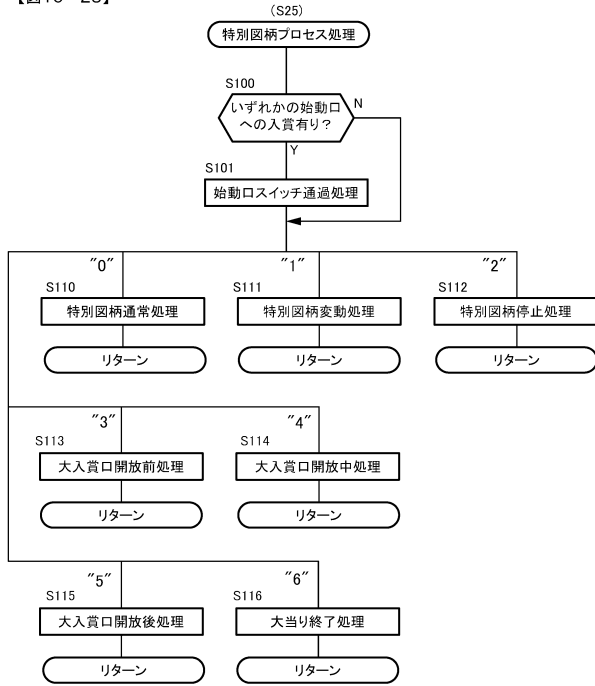 (S25)
特別図柄プロセス処理
S100
いずれかの始動口
への入賞有り？
N
Y
S101
始動口スイッチ通過処理
"0"
"1"
"2"
S110
S111
S112
特別図柄通常処理
特別図柄変動処理
特別図柄停止処理
リターン
リターン
リターン
"3"
"4"
S113
S114
大入賞口開放前処理
大入賞口開放中処理
リターン
リターン
"5"
"6"
S115
S116
大入賞口開放後処理
大当り終了処理
リターン
リターン